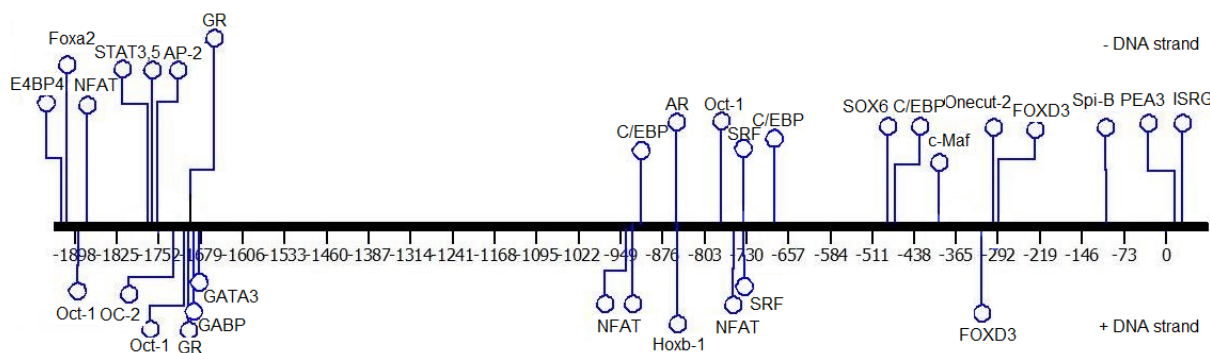 GR
- DNA strand
Foxa2
STAT3,5 AP-2
E4BP4 NFAT
AR Oct-1
SOX6 C/EBP Onecut-2 FOXD3 Spi-B PEA3 ISRG
C/EBP SRF C/EBP
c-Maf
-1898 -1825 -1752 -1679 -1606 -1533 -1460 -1387 -1314 -1241 -1168 -1095 -1022 -949 -876 -803 -730 -657 -584 -511 -438 -365 -292 -219 -146 -73 0
GATA3
Oct-1 OC-2 SRF
GABP
NFAT NFAT
Oct-1 GR Hoxb-1 FOXD3 + DNA strand